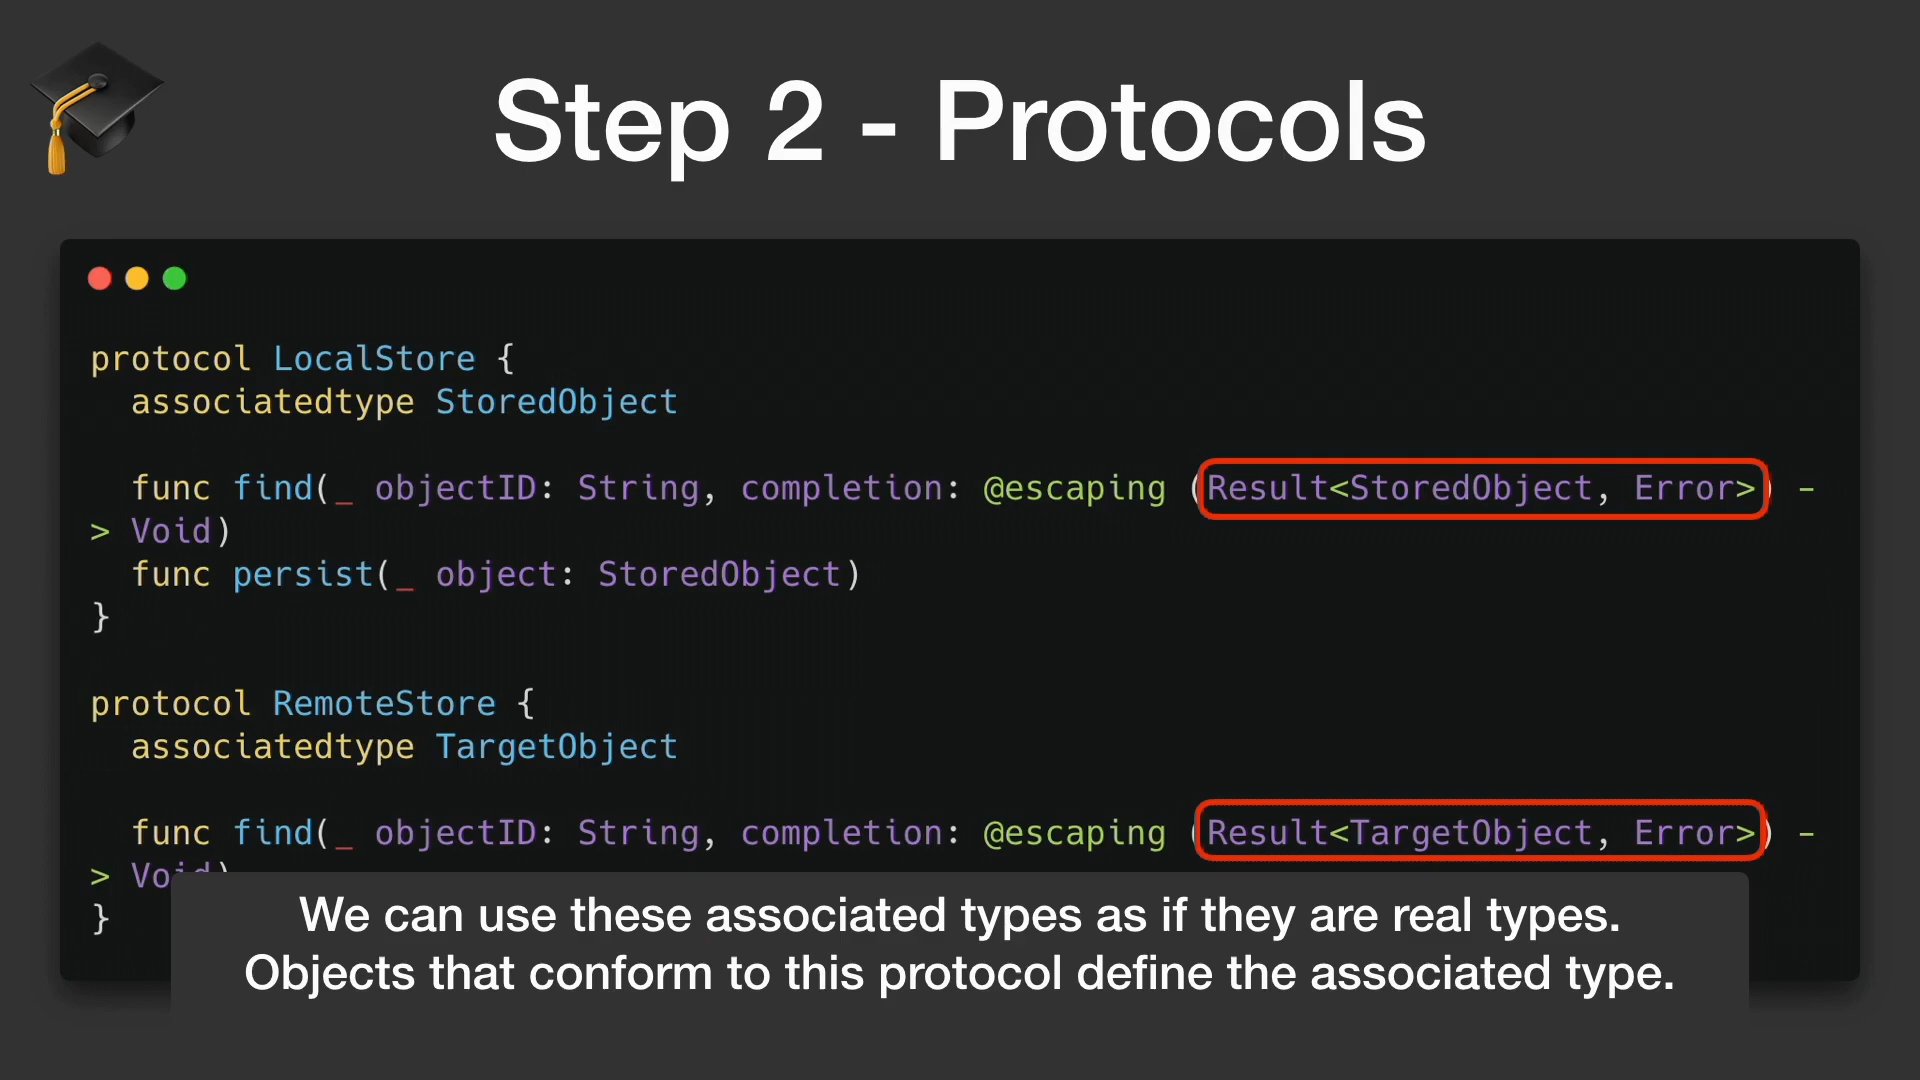 Step 2 - Protocols
protocol LocalStore {
associatedtype StoredObject
func find(_ objectID: String, completion: @escaping (Result<StoredObject, Error>) -
> Void)
func persist(_ object: StoredObject)
}
protocol RemoteStore {
associatedtype TargetObject
func find(_ objectID: String, completion: @escaping (Result<TargetObject, Error>) -
> Void)
}
We can use these associated types as if they are real types.
Objects that conform to this protocol define the associated type.